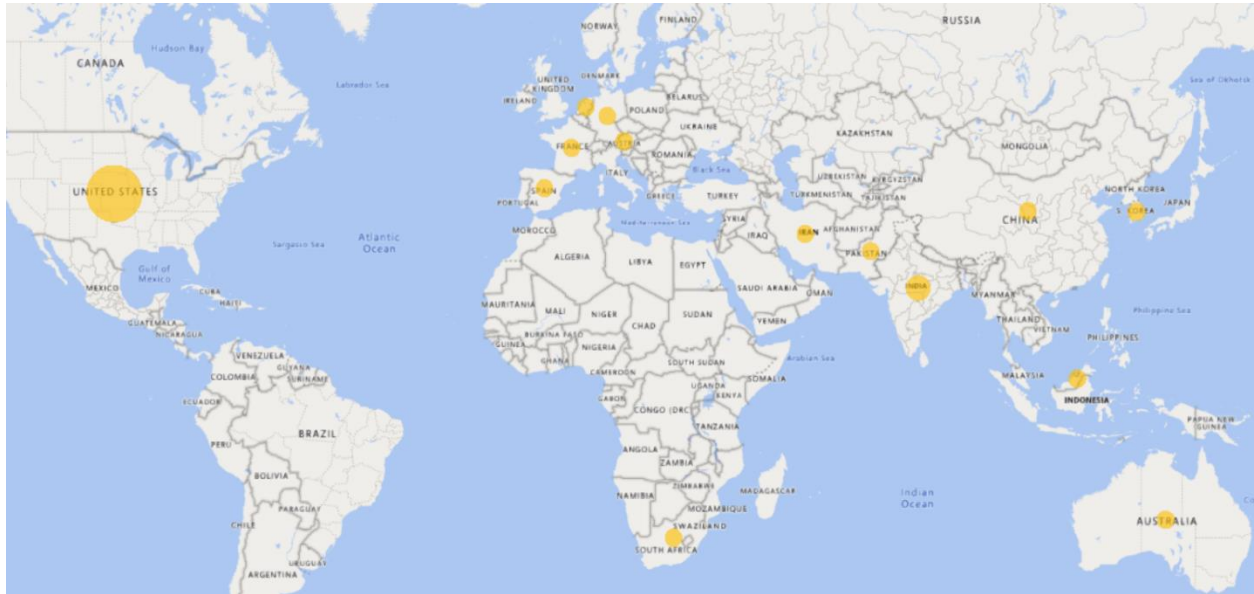 RUSSIA
FINLAND
NORWAY
Hudson Bay
CANADA
Labrador Sea
UNITED
KINGDOM
DENMARK
Sea of Okhotsk
IRELAND
POLAND
BELARUS
UKRAINE
KAZAKHSTAN
MONGOLIA
FRANCE
AUSTRIA
ROMANIA
ITALY
Black Sea
UZBEKISTAN
KYRGYZSTAN
UNITED STATES
SPAIN
PORTUGAL
GREECE
TURKEY
TURKMENISTAN
TAJIKISTAN
NORTH KOREA
JAPAN
S. KOREA
CHINA
Mediterranean Sea
SYRIA
IRAQ
IRAN
AFGHANISTAN
MOROCCO
Sargasso Sea
Atlantic
Ocean
PAKISTAN
ALGERIA
LIBYA
EGYPT
Gulf of
Mexico
MEXICO
CUBA
HAITI
SAUDI ARABIA
OMAN
INDIA
MYANMAR
MAURITANIA
MALI
NIGER
CHAD
SUDAN
YEMEN
Philippine Sea
GUATEMALA
NICARAGUA
THAILAND
VIETNAM
PHILIPPINES
BURKINA FASO
GUINEA
GHANA
NIGERIA
VENEZUELA
GUYANA
SURINAME
COLOMBIA
CAMEROON
SOUTH SUDAN
SOMALIA
Arabian Sea
MALAYSIA
UGANDA
KENYA
GABON
CONGO (DRC)
ECUADOR
INDONESIA
PAPUA NEW
GUINEA
TANZANIA
BRAZIL
PERU
ANGOLA
ZAMBIA
BOLIVIA
ZIMBABWE
MADAGASCAR
NAMIBIA
MOZAMBIQUE
Indian
Ocean
PARAGUAY
CHILE
SWAZILAND
SOUTH AFRICA
AUSTRALIA
URUGUAY
ARGENTINA